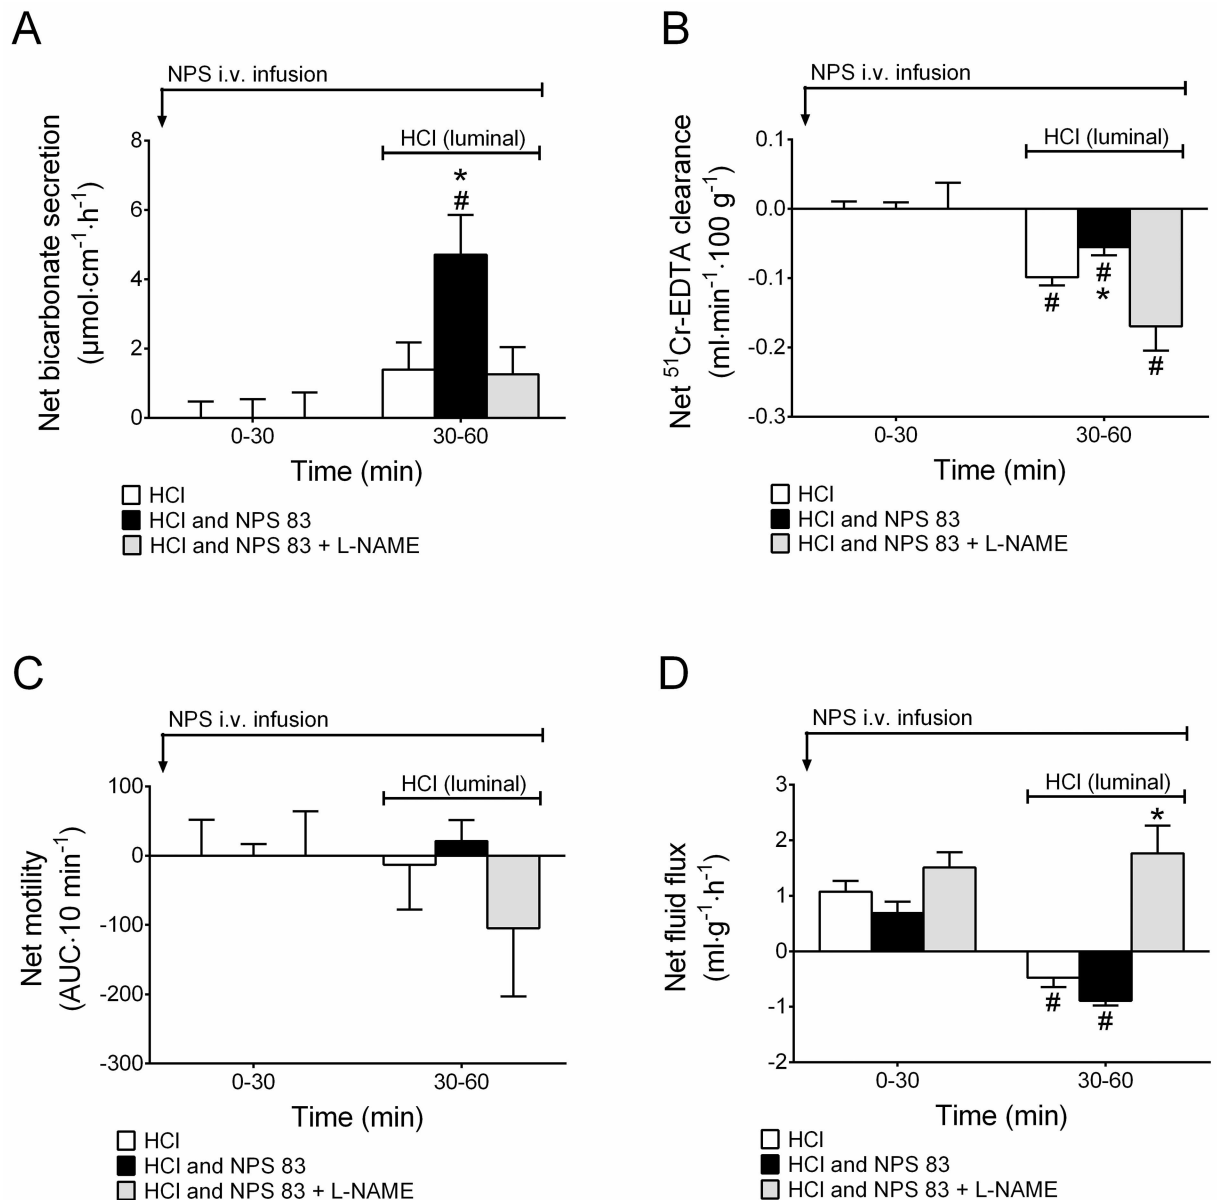 A
NPS i.v. infusion
HCl (luminal)
Net bicarbonate secretion
(µmol·cm⁻¹·h⁻¹)
8
6
4
2
0
*
#
0-30
30-60
Time (min)
HCl
HCl and NPS 83
HCl and NPS 83 + L-NAME
B
NPS i.v. infusion
HCl (luminal)
Net ⁵¹Cr-EDTA clearance
(ml·min⁻¹·100 g⁻¹)
0.1
0.0
-0.1
-0.2
-0.3
#
#
*
#
0-30
30-60
Time (min)
HCl
HCl and NPS 83
HCl and NPS 83 + L-NAME
C
NPS i.v. infusion
HCl (luminal)
Net motility
(AUC·10 min⁻¹)
100
0
-100
-200
-300
0-30
30-60
Time (min)
HCl
HCl and NPS 83
HCl and NPS 83 + L-NAME
D
NPS i.v. infusion
HCl (luminal)
Net fluid flux
(ml·g⁻¹·h⁻¹)
3
2
1
0
-1
-2
*
#
#
0-30
30-60
Time (min)
HCl
HCl and NPS 83
HCl and NPS 83 + L-NAME